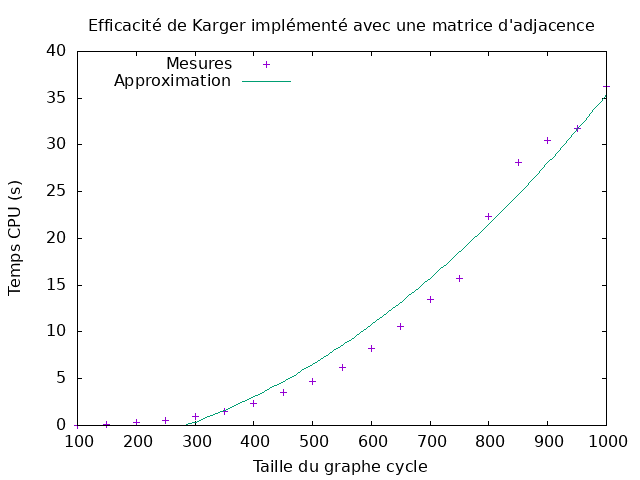 Efficacité de Karger implémenté avec une matrice d'adjacence
Mesures
Approximation
40
35
30
25
20
15
10
5
0
Temps CPU (s)
100 200 300 400 500 600 700 800 900 1000
Taille du graphe cycle